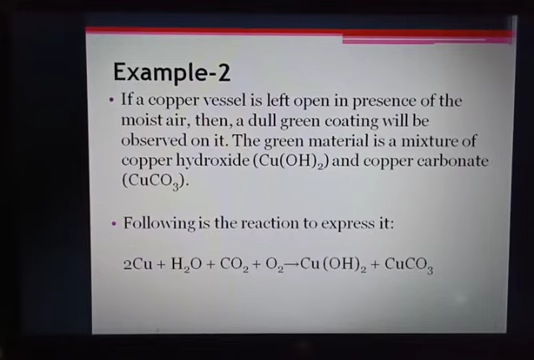 Example-2
• If a copper vessel is left open in presence of the
moist air, then, a dull green coating will be
observed on it. The green material is a mixture of
copper hydroxide (Cu(OH)₂) and copper carbonate
(CuCO₃).
• Following is the reaction to express it:
2Cu + H₂O + CO₂ + O₂→Cu(OH)₂ + CuCO₃